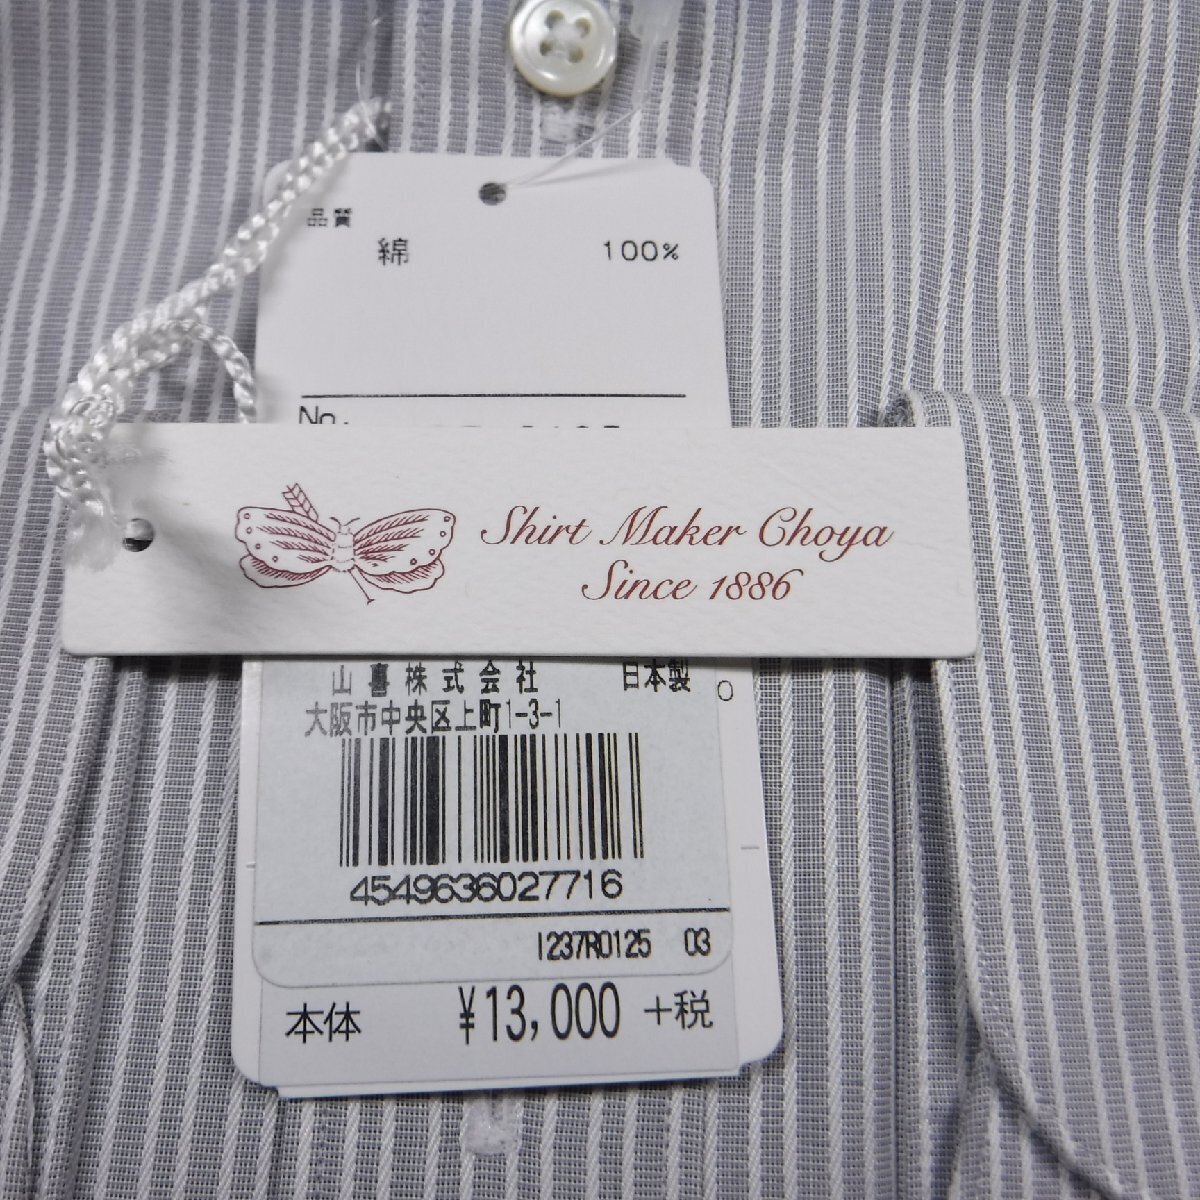 品質
綿 100%
No.
Shirt Maker Choya
Since 1886
山喜株式会社 日本製
大阪市中央区上町1-3-1
4549636027716
1237R0125 03
本体 ¥13,000 +税